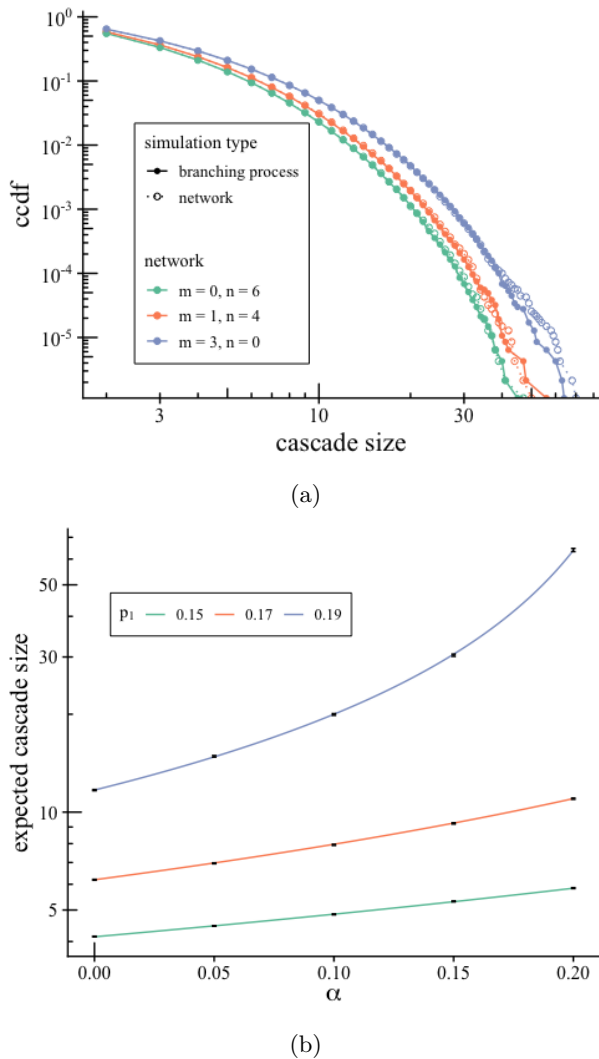 10⁰
10⁻¹
10⁻²
10⁻³
10⁻⁴
10⁻⁵
ccdf
simulation type
branching process
network
network
m = 0, n = 6
m = 1, n = 4
m = 3, n = 0
3 10 30
cascade size
(a)
50
30
10
5
expected cascade size
p₁ 0.15 0.17 0.19
0.00 0.05 0.10 0.15 0.20
α
(b)